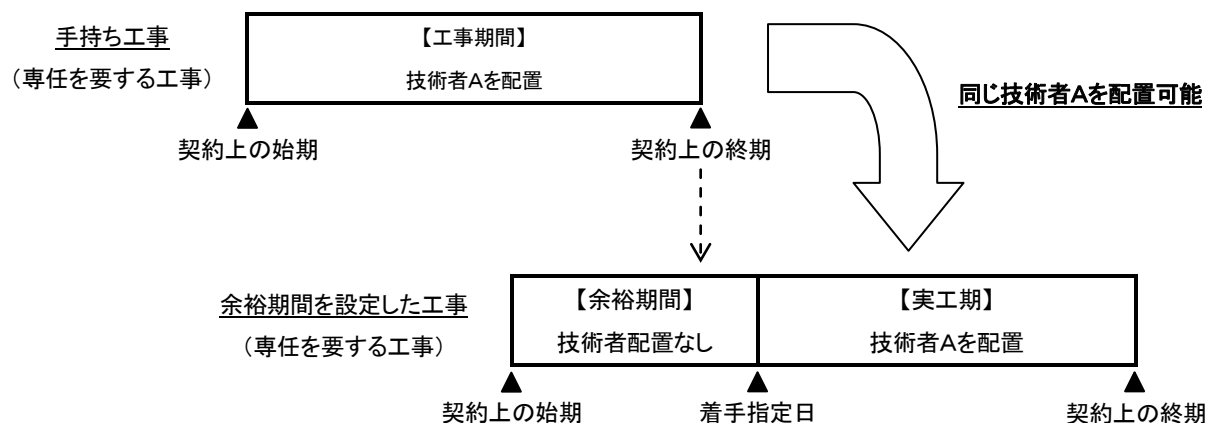 手持ち工事
(専任を要する工事)
【工事期間】
技術者Aを配置
同じ技術者Aを配置可能
▲
▲
契約上の始期
契約上の終期
余裕期間を設定した工事
(専任を要する工事)
【余裕期間】
技術者配置なし
【実工期】
技術者Aを配置
▲
▲
▲
契約上の始期
着手指定日
契約上の終期